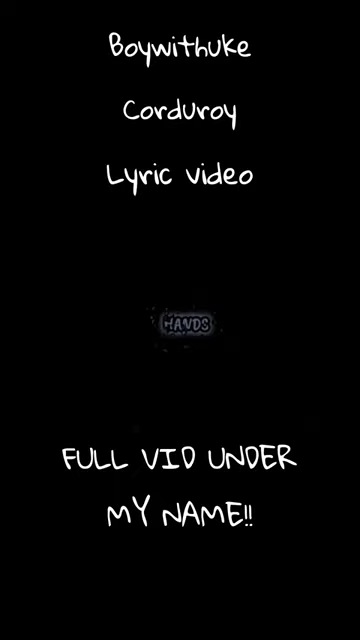 Boywithuke
Corduroy
Lyric video
HANDS
FULL VID UNDER
MY NAME!!